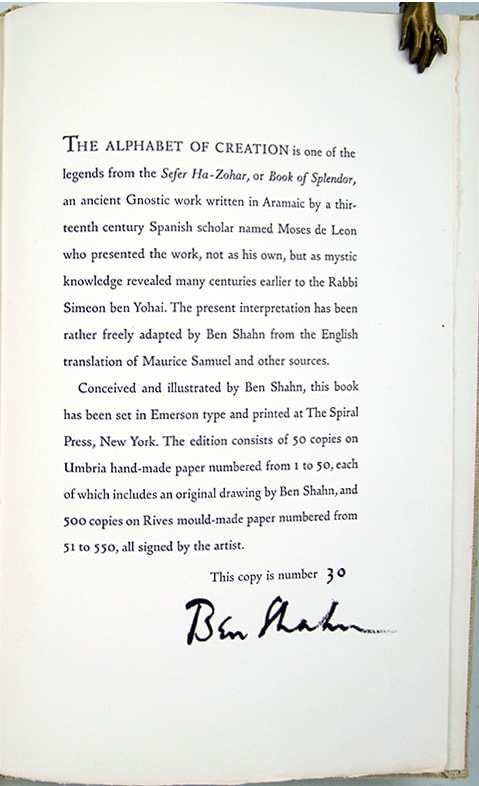 THE ALPHABET OF CREATION is one of the
legends from the Sefer Ha-Zohar, or Book of Splendor,
an ancient Gnostic work written in Aramaic by a thir-
teenth century Spanish scholar named Moses de Leon
who presented the work, not as his own, but as mystic
knowledge revealed many centuries earlier to the Rabbi
Simeon ben Yohai. The present interpretation has been
rather freely adapted by Ben Shahn from the English
translation of Maurice Samuel and other sources.
Conceived and illustrated by Ben Shahn, this book
has been set in Emerson type and printed at The Spiral
Press, New York. The edition consists of 50 copies on
Umbria hand-made paper numbered from 1 to 50, each
of which includes an original drawing by Ben Shahn, and
500 copies on Rives mould-made paper numbered from
51 to 550, all signed by the artist.
This copy is number 30
Ben Shahn